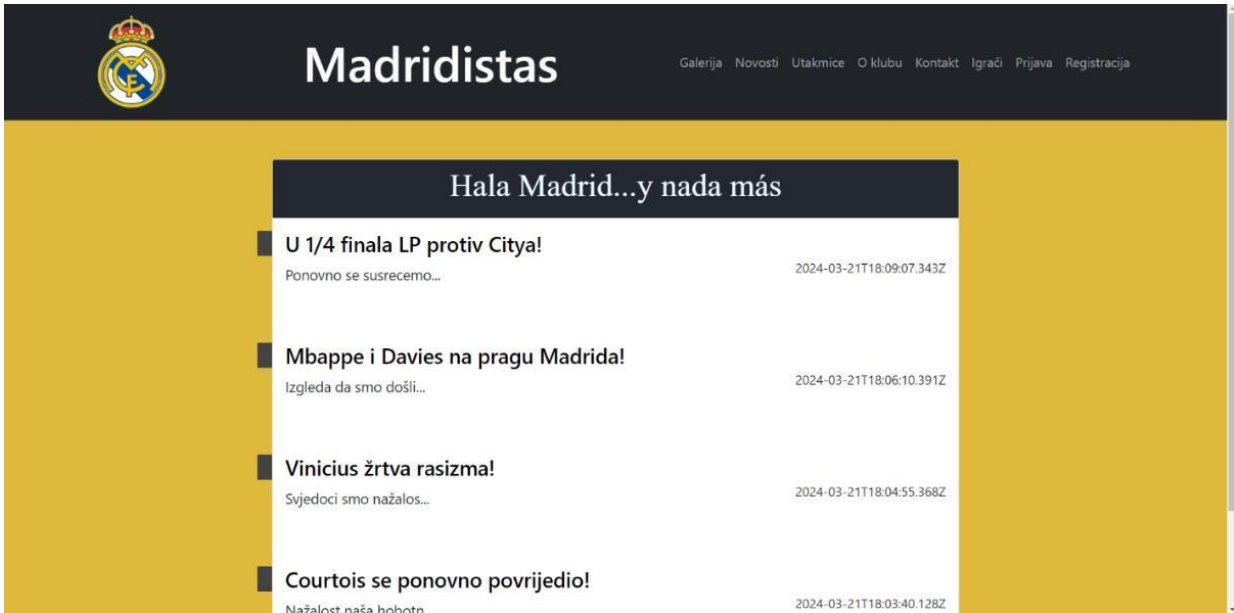 Madridistas
Galerija Novosti Utakmice O klubu Kontakt Igrači Prijava Registracija
Hala Madrid...y nada más
U 1/4 finala LP protiv Citya!
Ponovno se susrecemo...
2024-03-21T18:09:07.343Z
Mbappe i Davies na pragu Madrida!
Izgleda da smo došli...
2024-03-21T18:06:10.391Z
Vinicius žrtva rasizma!
Svjedoci smo nažalos...
2024-03-21T18:04:55.368Z
Courtois se ponovno povrijedio!
Nažalost naša hobotn...
2024-03-21T18:03:40.128Z